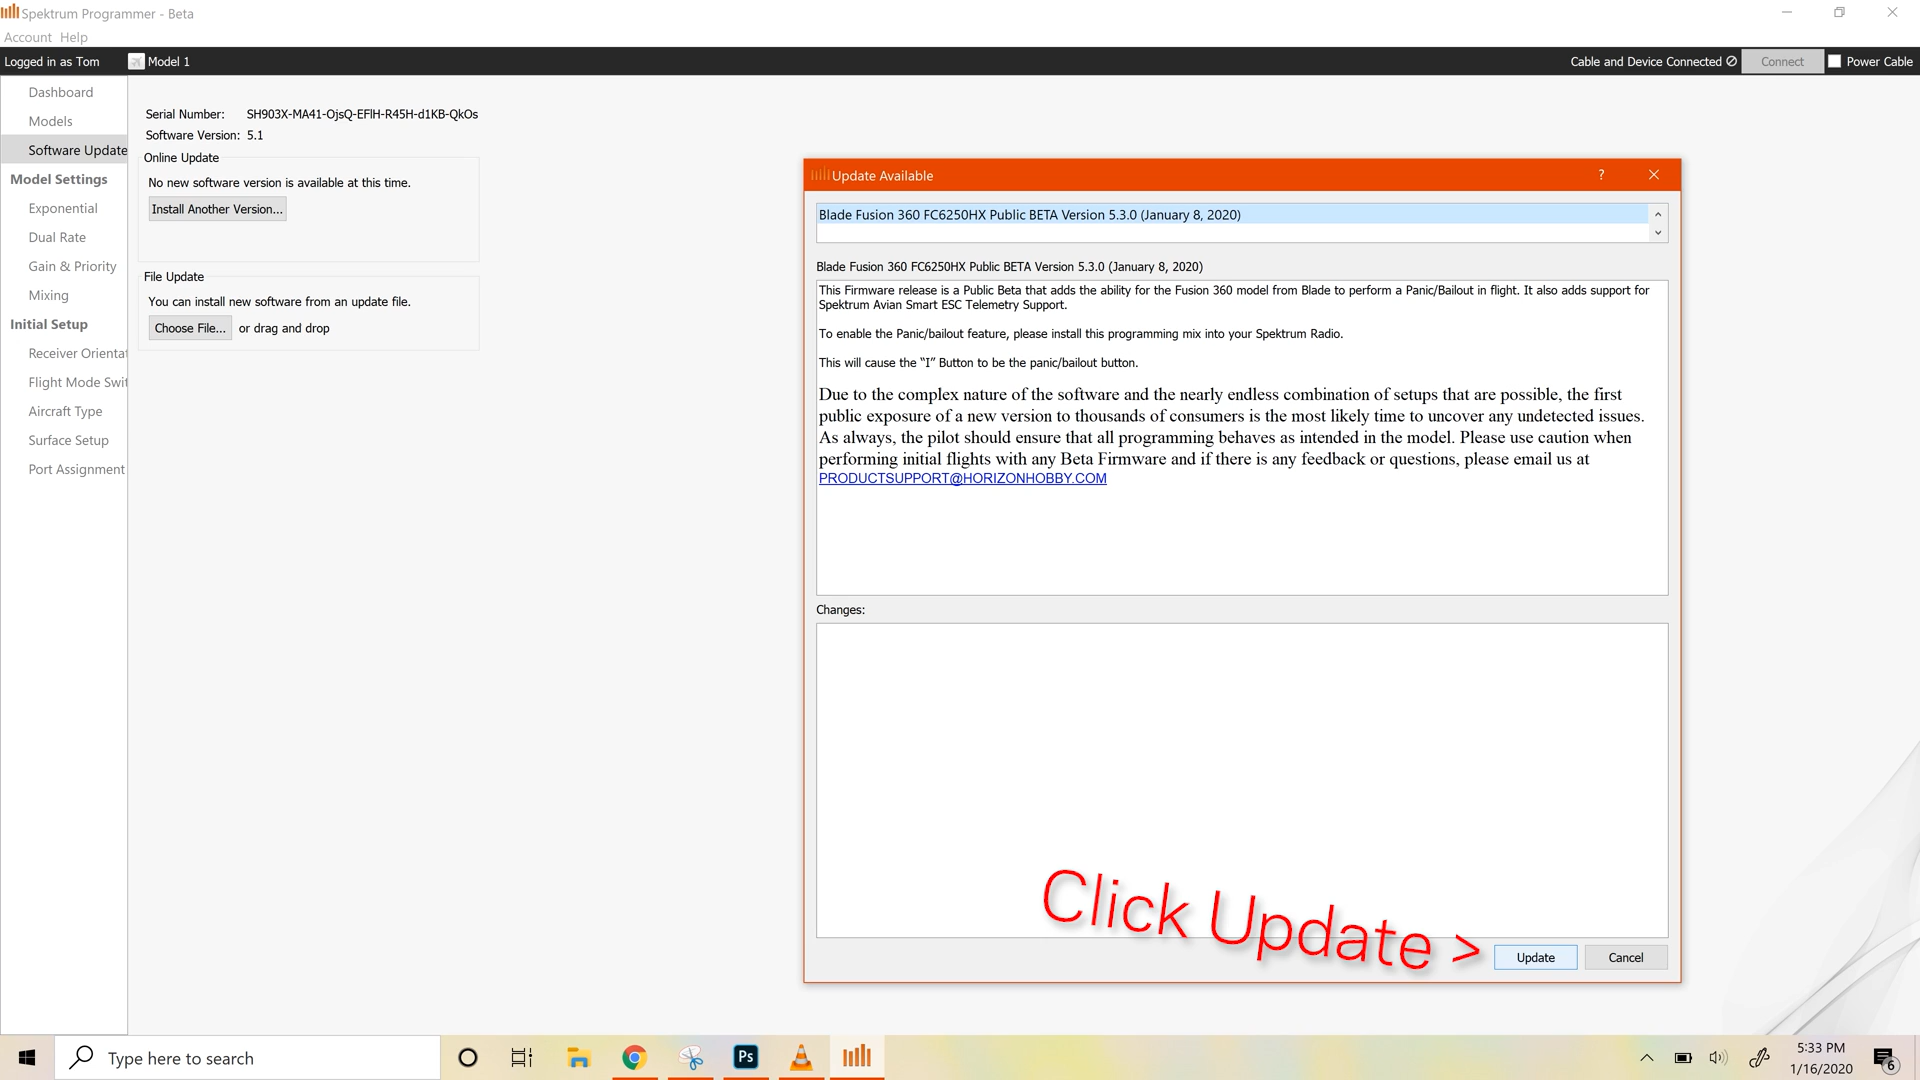 Spektrum Programmer - Beta
Account Help
Logged in as Tom
Model 1
Cable and Device Connected
Connect
Power Cable
Dashboard
Models
Software Update
Model Settings
Exponential
Dual Rate
Gain & Priority
Mixing
Initial Setup
Receiver Orientat
Flight Mode Swit
Aircraft Type
Surface Setup
Port Assignment
Serial Number: SH903X-MA41-OjsQ-EFlH-R45H-d1KB-QkOs
Software Version: 5.1
Online Update
No new software version is available at this time.
Install Another Version...
File Update
You can install new software from an update file.
Choose File... or drag and drop
Update Available
?
Blade Fusion 360 FC6250HX Public BETA Version 5.3.0 (January 8, 2020)
Blade Fusion 360 FC6250HX Public BETA Version 5.3.0 (January 8, 2020)
This Firmware release is a Public Beta that adds the ability for the Fusion 360 model from Blade to perform a Panic/Bailout in flight. It also adds support for
Spektrum Avian Smart ESC Telemetry Support.
To enable the Panic/bailout feature, please install this programming mix into your Spektrum Radio.
This will cause the “I” Button to be the panic/bailout button.
Due to the complex nature of the software and the nearly endless combination of setups that are possible, the first
public exposure of a new version to thousands of consumers is the most likely time to uncover any undetected issues.
As always, the pilot should ensure that all programming behaves as intended in the model. Please use caution when
performing initial flights with any Beta Firmware and if there is any feedback or questions, please email us at
PRODUCTSUPPORT@HORIZONHOBBY.COM
Changes:
Click Update >
Update
Cancel
Type here to search
Ps
5:33 PM
1/16/2020
6